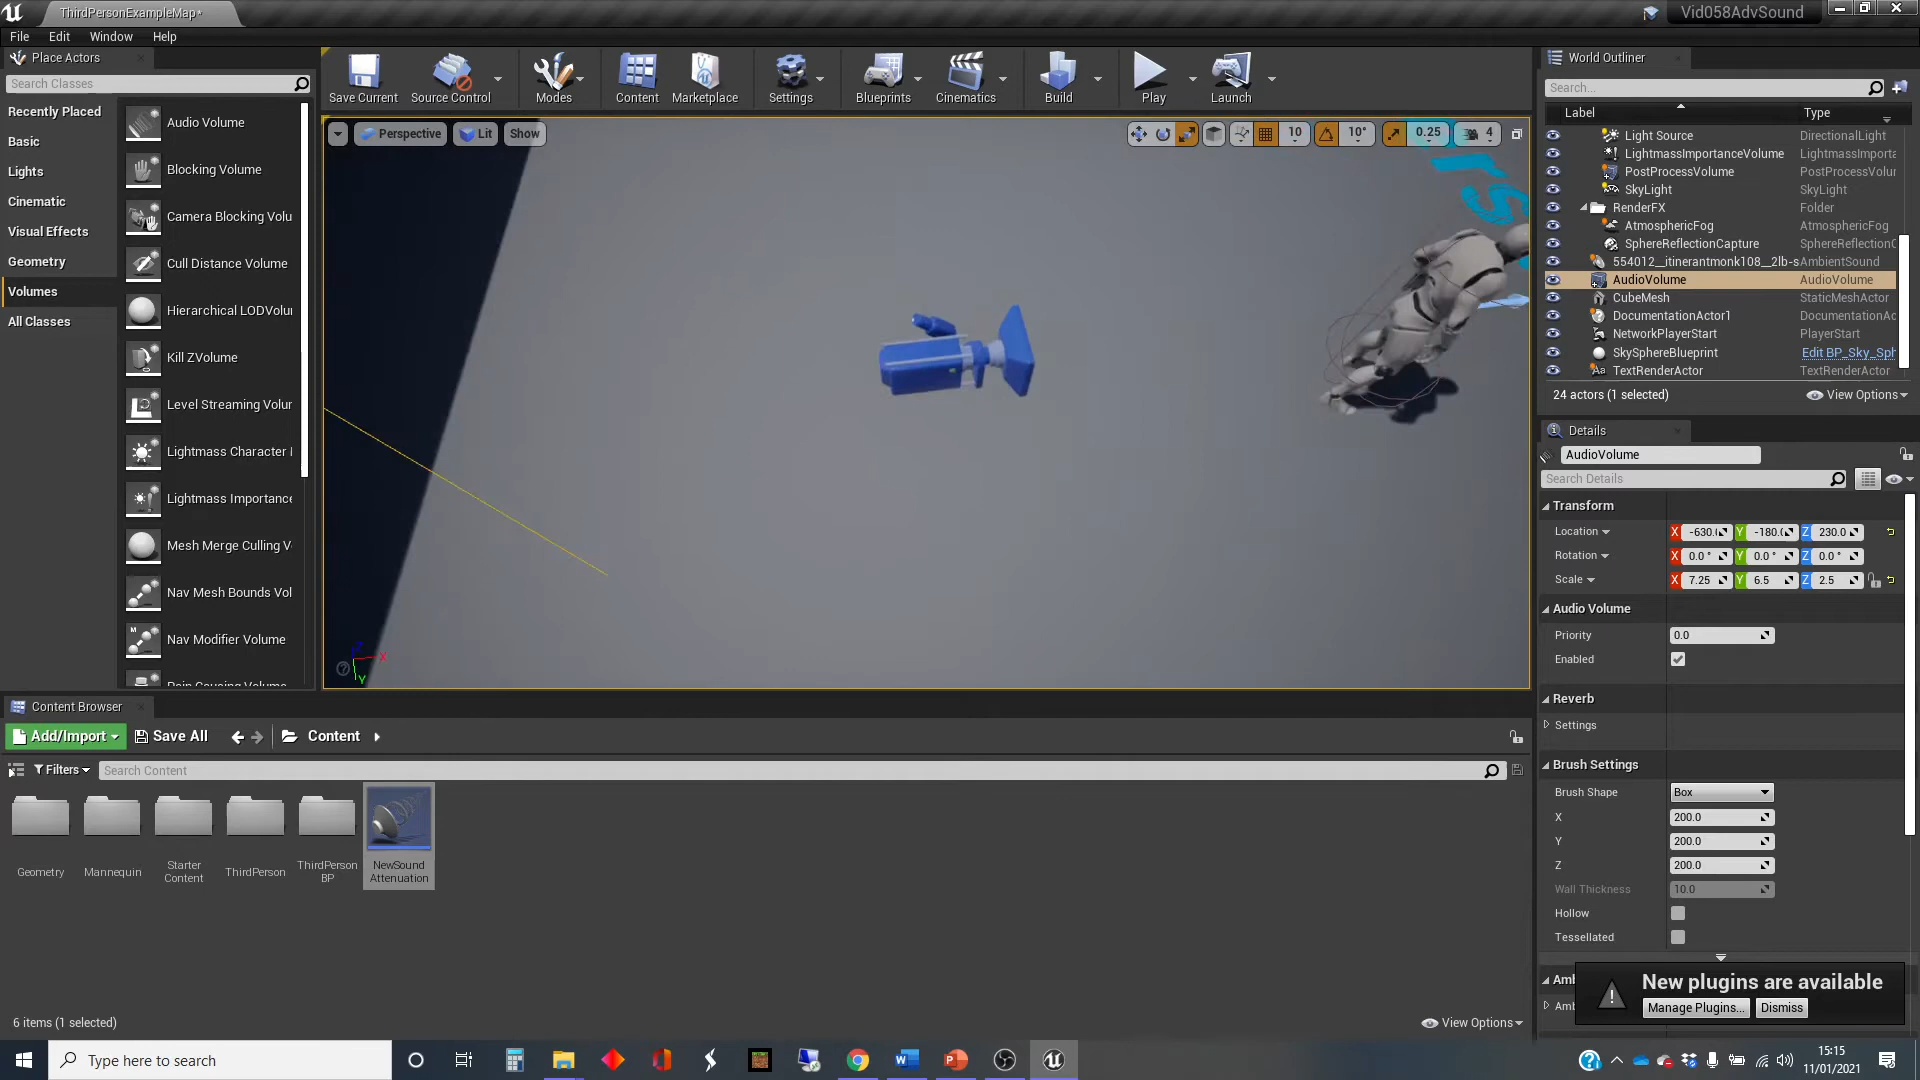 ThirdPersonExampleMap*
Vid058AdvSound
File Edit Window Help
Place Actors
Search Classes
Recently Placed
Basic
Lights
Cinematic
Visual Effects
Geometry
Volumes
All Classes
Audio Volume
Blocking Volume
Camera Blocking Volu
Cull Distance Volume
Hierarchical LODVolu
Kill ZVolume
Level Streaming Volur
Lightmass Character
Lightmass Importance
Mesh Merge Culling V
Nav Mesh Bounds Vol
Nav Modifier Volume
Save Current Source Control Modes Content Marketplace Settings Blueprints Cinematics Build Play Launch
Perspective Lit Show
10 10° 0.25 4
X
Z
Y
World Outliner
Search...
Label Type
Light Source DirectionalLight
LightmassImportanceVolume LightmassImporta
PostProcessVolume PostProcessVolur
SkyLight SkyLight
RenderFX Folder
AtmosphericFog AtmosphericFog
SphereReflectionCapture SphereReflectionC
554012__itinerantmonk108__2lb-s AmbientSound
AudioVolume AudioVolume
CubeMesh StaticMeshActor
DocumentationActor1 DocumentationAc
NetworkPlayerStart PlayerStart
SkySphereBlueprint Edit BP_Sky_Sph
TextRenderActor TextRenderActor
24 actors (1 selected) View Options
Details
AudioVolume
Search Details
Transform
Location X -630.0 Y -180.0 Z 230.0
Rotation X 0.0 ° Y 0.0 ° Z 0.0 °
Scale X 7.25 Y 6.5 Z 2.5
Audio Volume
Priority 0.0
Enabled
Reverb
Settings
Brush Settings
Brush Shape Box
X 200.0
Y 200.0
Z 200.0
Wall Thickness 10.0
Hollow
Tessellated
Amb
Amb
New plugins are available
Manage Plugins... Dismiss
Content Browser
Add/Import Save All Content
Filters Search Content
Geometry
Mannequin
Starter Content
ThirdPerson
ThirdPerson BP
NewSound Attenuation
6 items (1 selected) View Options
Type here to search
15:15
11/01/2021